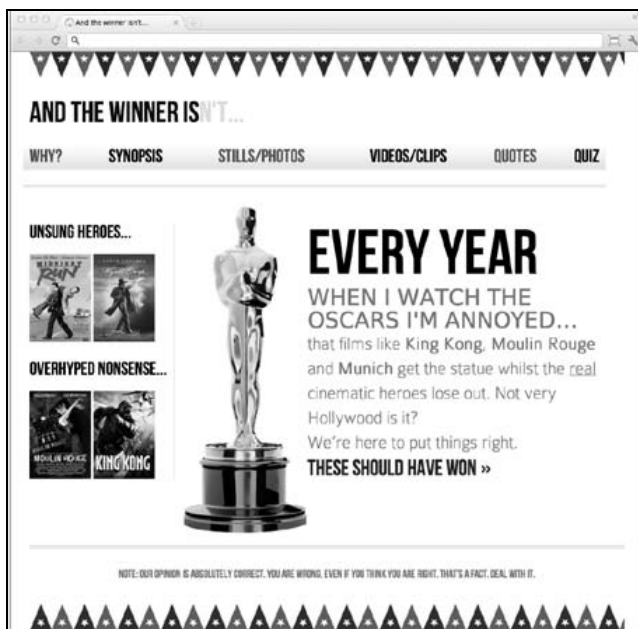 And the winner isn't...
AND THE WINNER ISN'T...
WHY? SYNOPSIS STILLS/PHOTOS VIDEOS/CLIPS QUOTES QUIZ
UNSUNG HEROES...
MIDNIGHT
RUN
OVERHYPED NONSENSE...
MOULIN ROUGE
KING KONG
EVERY YEAR
WHEN I WATCH THE
OSCARS I'M ANNOYED...
that films like King Kong, Moulin Rouge
and Munich get the statue whilst the real
cinematic heroes lose out. Not very
Hollywood is it?
We're here to put things right.
THESE SHOULD HAVE WON »
NOTE: OUR OPINION IS ABSOLUTELY CORRECT. YOU ARE WRONG, EVEN IF YOU THINK YOU ARE RIGHT. THAT'S A FACT. DEAL WITH IT.